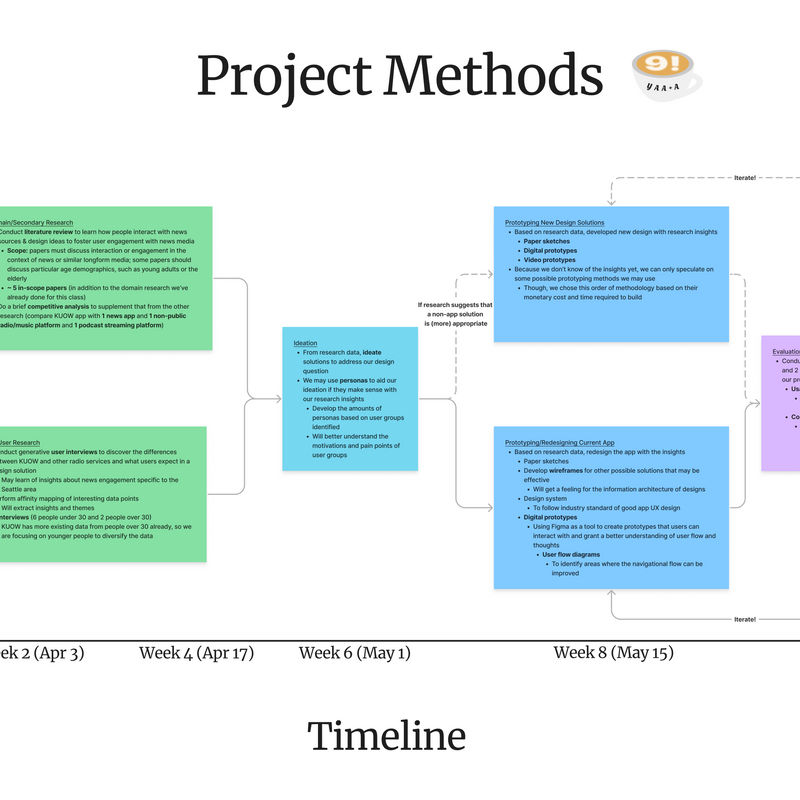 Project Methods
9!
YAA+A
Iterate!
main/Secondary Research
Conduct literature review to learn how people interact with news
sources & design ideas to foster user engagement with news media
Scope: papers must discuss interaction or engagement in the
context of news or similar longform media; some papers should
discuss particular age demographics, such as young adults or the
elderly
~ 5 in-scope papers (in addition to the domain research we've
already done for this class)
Do a brief competitive analysis to supplement that from the other
research (compare KUOW app with 1 news app and 1 non-public
radio/music platform and 1 podcast streaming platform)
User Research
nduct generative user interviews to discover the differences
tween KUOW and other radio services and what users expect in a
sign solution
May learn of insights about news engagement specific to the
Seattle area
rform affinity mapping of interesting data points
Will extract insights and themes
nterviews (6 people under 30 and 2 people over 30)
KUOW has more existing data from people over 30 already, so we
are focusing on younger people to diversify the data
Ideation
From research data, ideate
solutions to address our design
question
We may use personas to aid our
ideation if they make sense with
our research insights
Develop the amounts of
personas based on user groups
identified
Will better understand the
motivations and pain points of
user groups
If research suggests that
a non-app solution
is (more) appropriate
Prototyping New Design Solutions
Based on research data, developed new design with research insights
Paper sketches
Digital prototypes
Video prototypes
Because we don't know of the insights yet, we can only speculate on
some possible prototyping methods we may use
Though, we chose this order of methodology based on their
monetary cost and time required to build
Prototyping/Redesigning Current App
Based on research data, redesign the app with the insights
Paper sketches
Develop wireframes for other possible solutions that may be
effective
Will get a feeling for the information architecture of designs
Design system
To follow industry standard of good app UX design
Digital prototypes
Using Figma as a tool to create prototypes that users can
interact with and grant a better understanding of user flow and
thoughts
User flow diagrams
To identify areas where the navigational flow can be
improved
Evaluation
Condu
and 2
our pr
Us
Co
Iterate!
ek 2 (Apr 3)
Week 4 (Apr 17)
Week 6 (May 1)
Week 8 (May 15)
Timeline